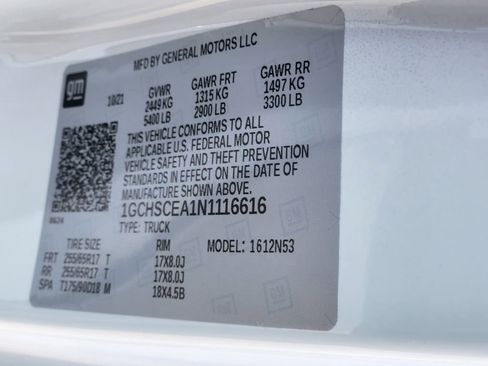 MFD BY GENERAL MOTORS LLC
gm
10/21 GVWR GAWR FRT GAWR RR
2449 KG 1315 KG 1497 KG
5400 LB 2900 LB 3300 LB
THIS VEHICLE CONFORMS TO ALL
APPLICABLE U.S. FEDERAL MOTOR
VEHICLE SAFETY AND THEFT PREVENTION
STANDARDS IN EFFECT ON THE DATE OF
MANUFACTURE SHOWN ABOVE.
1GCHSCEA1N1116616
TYPE: TRUCK
TIRE SIZE RIM MODEL: 1612N53
FRT 255/65R17 T 17X8.0J
RR 255/65R17 T 17X8.0J
SPA T175/90D18 M 18X4.5B